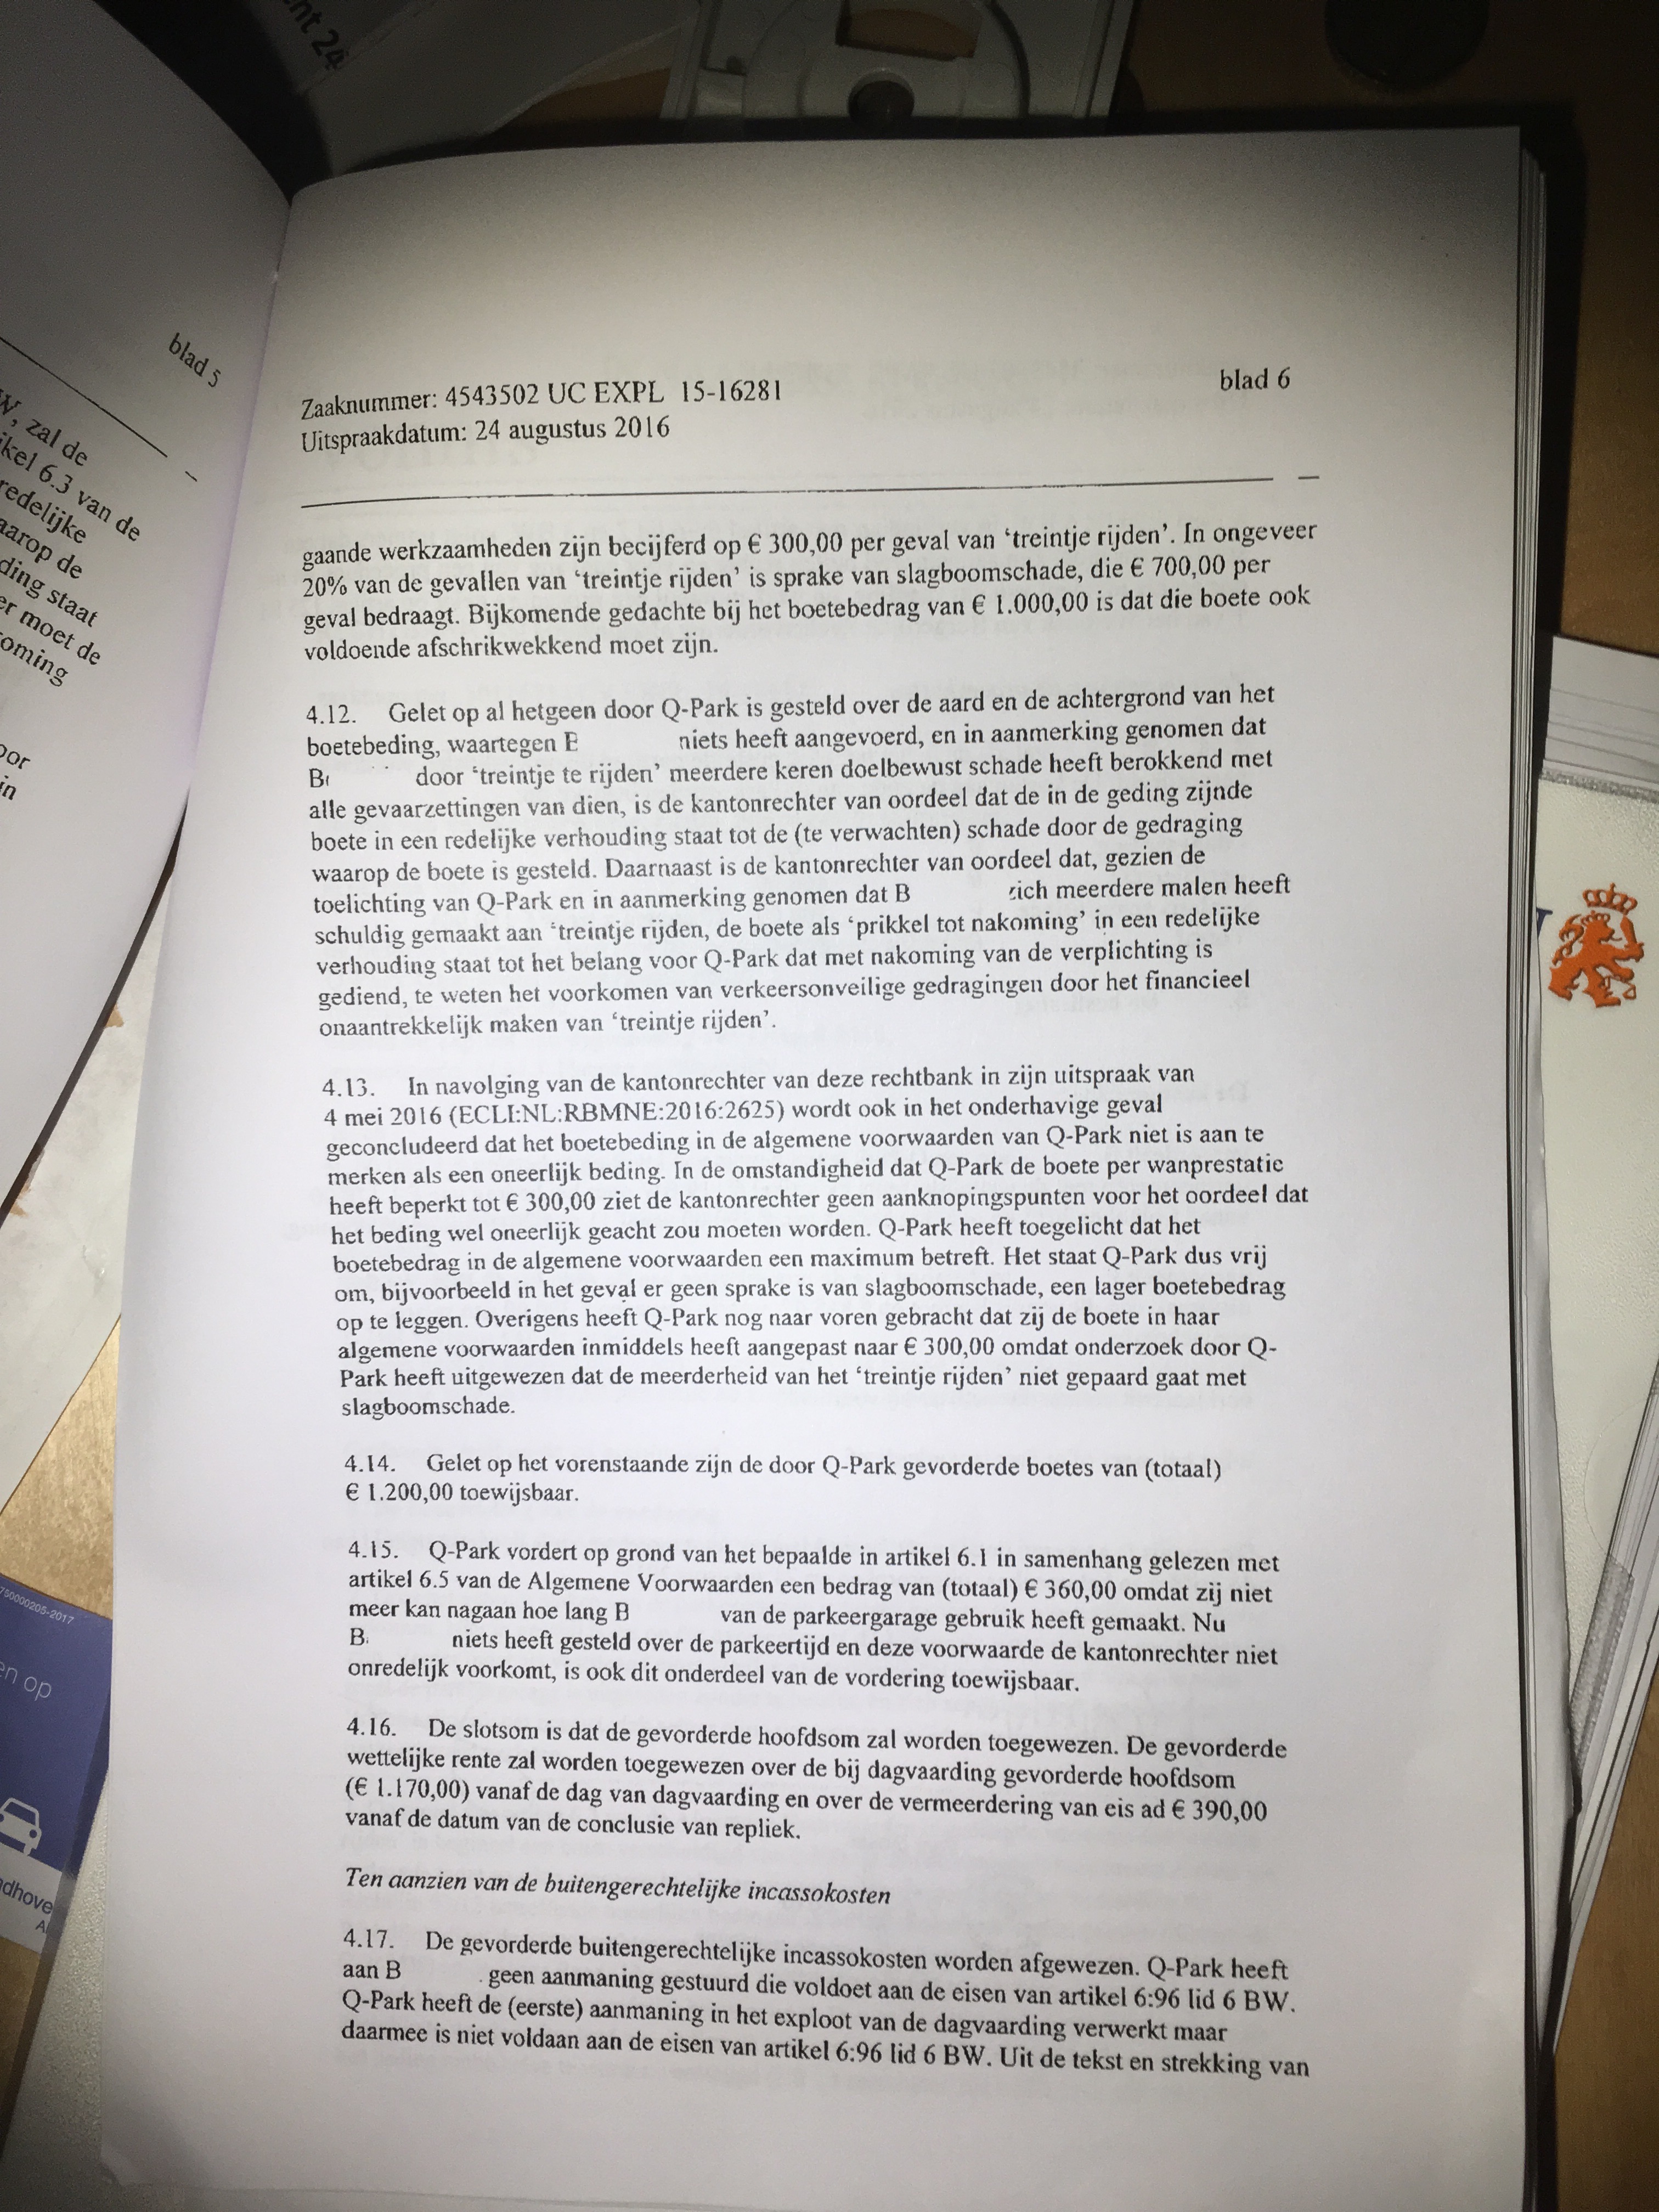 nt 24
blad 5
W, zal de
ikel 6.3 van de
redelijke
aarop de
ding staat
er moet de
oming
oor
in
Zaaknummer: 4543502 UC EXPL 15-16281
blad 6
Uitspraakdatum: 24 augustus 2016
gaande werkzaamheden zijn becijferd op € 300,00 per geval van ‘treintje rijden’. In ongeveer
20% van de gevallen van ‘treintje rijden’ is sprake van slagboomschade, die € 700,00 per
geval bedraagt. Bijkomende gedachte bij het boetebedrag van € 1.000,00 is dat die boete ook
voldoende afschrikwekkend moet zijn.
4.12. Gelet op al hetgeen door Q-Park is gesteld over de aard en de achtergrond van het
boetebeding, waartegen B niets heeft aangevoerd, en in aanmerking genomen dat
B door ‘treintje te rijden’ meerdere keren doelbewust schade heeft berokkend met
alle gevaarzettingen van dien, is de kantonrechter van oordeel dat de in de geding zijnde
boete in een redelijke verhouding staat tot de (te verwachten) schade door de gedraging
waarop de boete is gesteld. Daarnaast is de kantonrechter van oordeel dat, gezien de
toelichting van Q-Park en in aanmerking genomen dat B zich meerdere malen heeft
schuldig gemaakt aan ‘treintje rijden, de boete als ‘prikkel tot nakoming’ in een redelijke
verhouding staat tot het belang voor Q-Park dat met nakoming van de verplichting is
gediend, te weten het voorkomen van verkeersonveilige gedragingen door het financieel
onaantrekkelijk maken van ‘treintje rijden’.
4.13. In navolging van de kantonrechter van deze rechtbank in zijn uitspraak van
4 mei 2016 (ECLI:NL:RBMNE:2016:2625) wordt ook in het onderhavige geval
geconcludeerd dat het boetebeding in de algemene voorwaarden van Q-Park niet is aan te
merken als een oneerlijk beding. In de omstandigheid dat Q-Park de boete per wanprestatie
heeft beperkt tot € 300,00 ziet de kantonrechter geen aanknopingspunten voor het oordeel dat
het beding wel oneerlijk geacht zou moeten worden. Q-Park heeft toegelicht dat het
boetebedrag in de algemene voorwaarden een maximum betreft. Het staat Q-Park dus vrij
om, bijvoorbeeld in het geval er geen sprake is van slagboomschade, een lager boetebedrag
op te leggen. Overigens heeft Q-Park nog naar voren gebracht dat zij de boete in haar
algemene voorwaarden inmiddels heeft aangepast naar € 300,00 omdat onderzoek door Q-
Park heeft uitgewezen dat de meerderheid van het ‘treintje rijden’ niet gepaard gaat met
slagboomschade.
4.14. Gelet op het vorenstaande zijn de door Q-Park gevorderde boetes van (totaal)
€ 1.200,00 toewijsbaar.
4.15. Q-Park vordert op grond van het bepaalde in artikel 6.1 in samenhang gelezen met
artikel 6.5 van de Algemene Voorwaarden een bedrag van (totaal) € 360,00 omdat zij niet
meer kan nagaan hoe lang B van de parkeergarage gebruik heeft gemaakt. Nu
B niets heeft gesteld over de parkeertijd en deze voorwaarde de kantonrechter niet
onredelijk voorkomt, is ook dit onderdeel van de vordering toewijsbaar.
4.16. De slotsom is dat de gevorderde hoofdsom zal worden toegewezen. De gevorderde
wettelijke rente zal worden toegewezen over de bij dagvaarding gevorderde hoofdsom
(€ 1.170,00) vanaf de dag van dagvaarding en over de vermeerdering van eis ad € 390,00
vanaf de datum van de conclusie van repliek.
Ten aanzien van de buitengerechtelijke incassokosten
4.17. De gevorderde buitengerechtelijke incassokosten worden afgewezen. Q-Park heeft
aan B geen aanmaning gestuurd die voldoet aan de eisen van artikel 6:96 lid 6 BW.
Q-Park heeft de (eerste) aanmaning in het exploot van de dagvaarding verwerkt maar
daarmee is niet voldaan aan de eisen van artikel 6:96 lid 6 BW. Uit de tekst en strekking van
750000205-2017
en op
ndhove